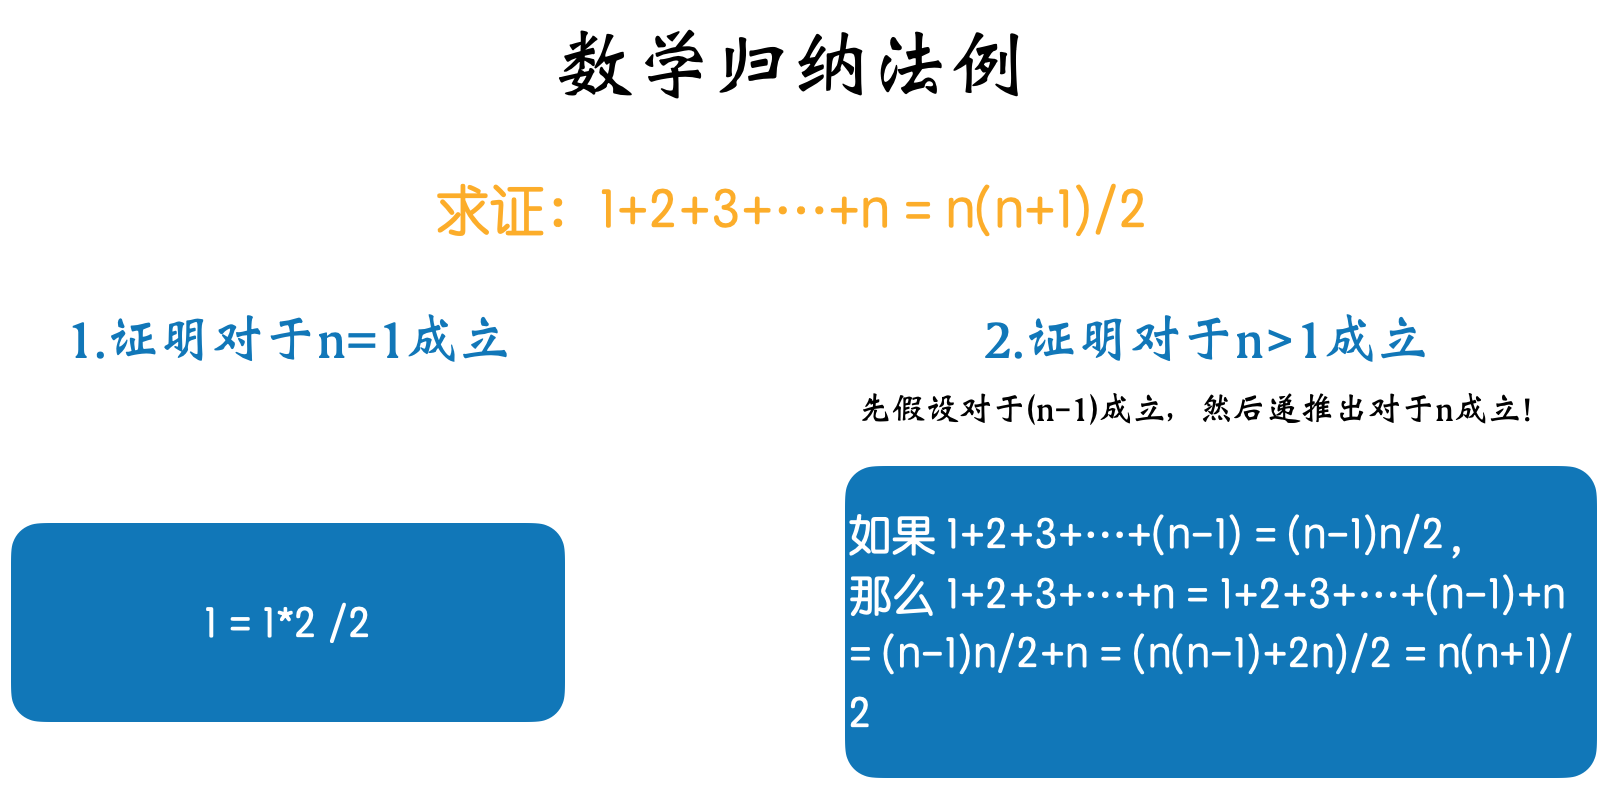 数学归纳法例
求证：1+2+3+···+n = n(n+1)/2
1.证明对于n=1成立
1 = 1*2 /2
2.证明对于n>1成立
先假设对于(n-1)成立，然后递推出对于n成立!
如果 1+2+3+···+(n-1) = (n-1)n/2 ,
那么 1+2+3+···+n = 1+2+3+···+(n-1)+n
= (n-1)n/2+n = (n(n-1)+2n)/2 = n(n+1)/
2